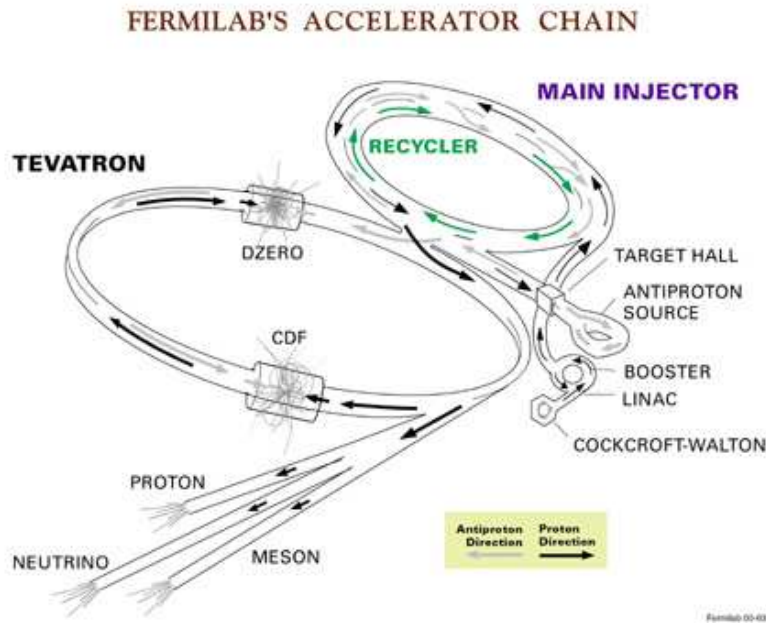 FERMILAB'S ACCELERATOR CHAIN
MAIN INJECTOR
RECYCLER
TEVATRON
DZERO
TARGET HALL
ANTIPROTON
SOURCE
CDF
BOOSTER
LINAC
COCKCROFT-WALTON
PROTON
NEUTRINO
MESON
Antiproton
Direction
Proton
Direction